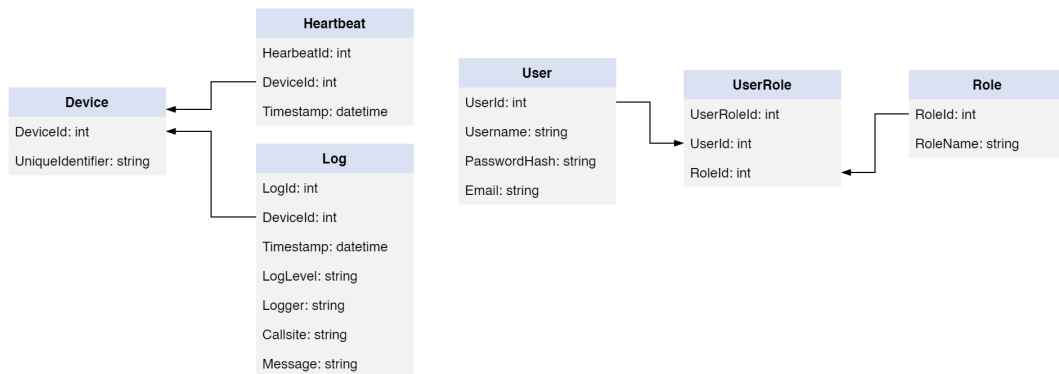 Heartbeat
HearbeatId: int
DeviceId: int
Timestamp: datetime
Device
DeviceId: int
UniqueIdentifier: string
Log
LogId: int
DeviceId: int
Timestamp: datetime
LogLevel: string
Logger: string
Callsite: string
Message: string
User
UserId: int
Username: string
PasswordHash: string
Email: string
UserRole
UserRoleId: int
UserId: int
RoleId: int
Role
RoleId: int
RoleName: string